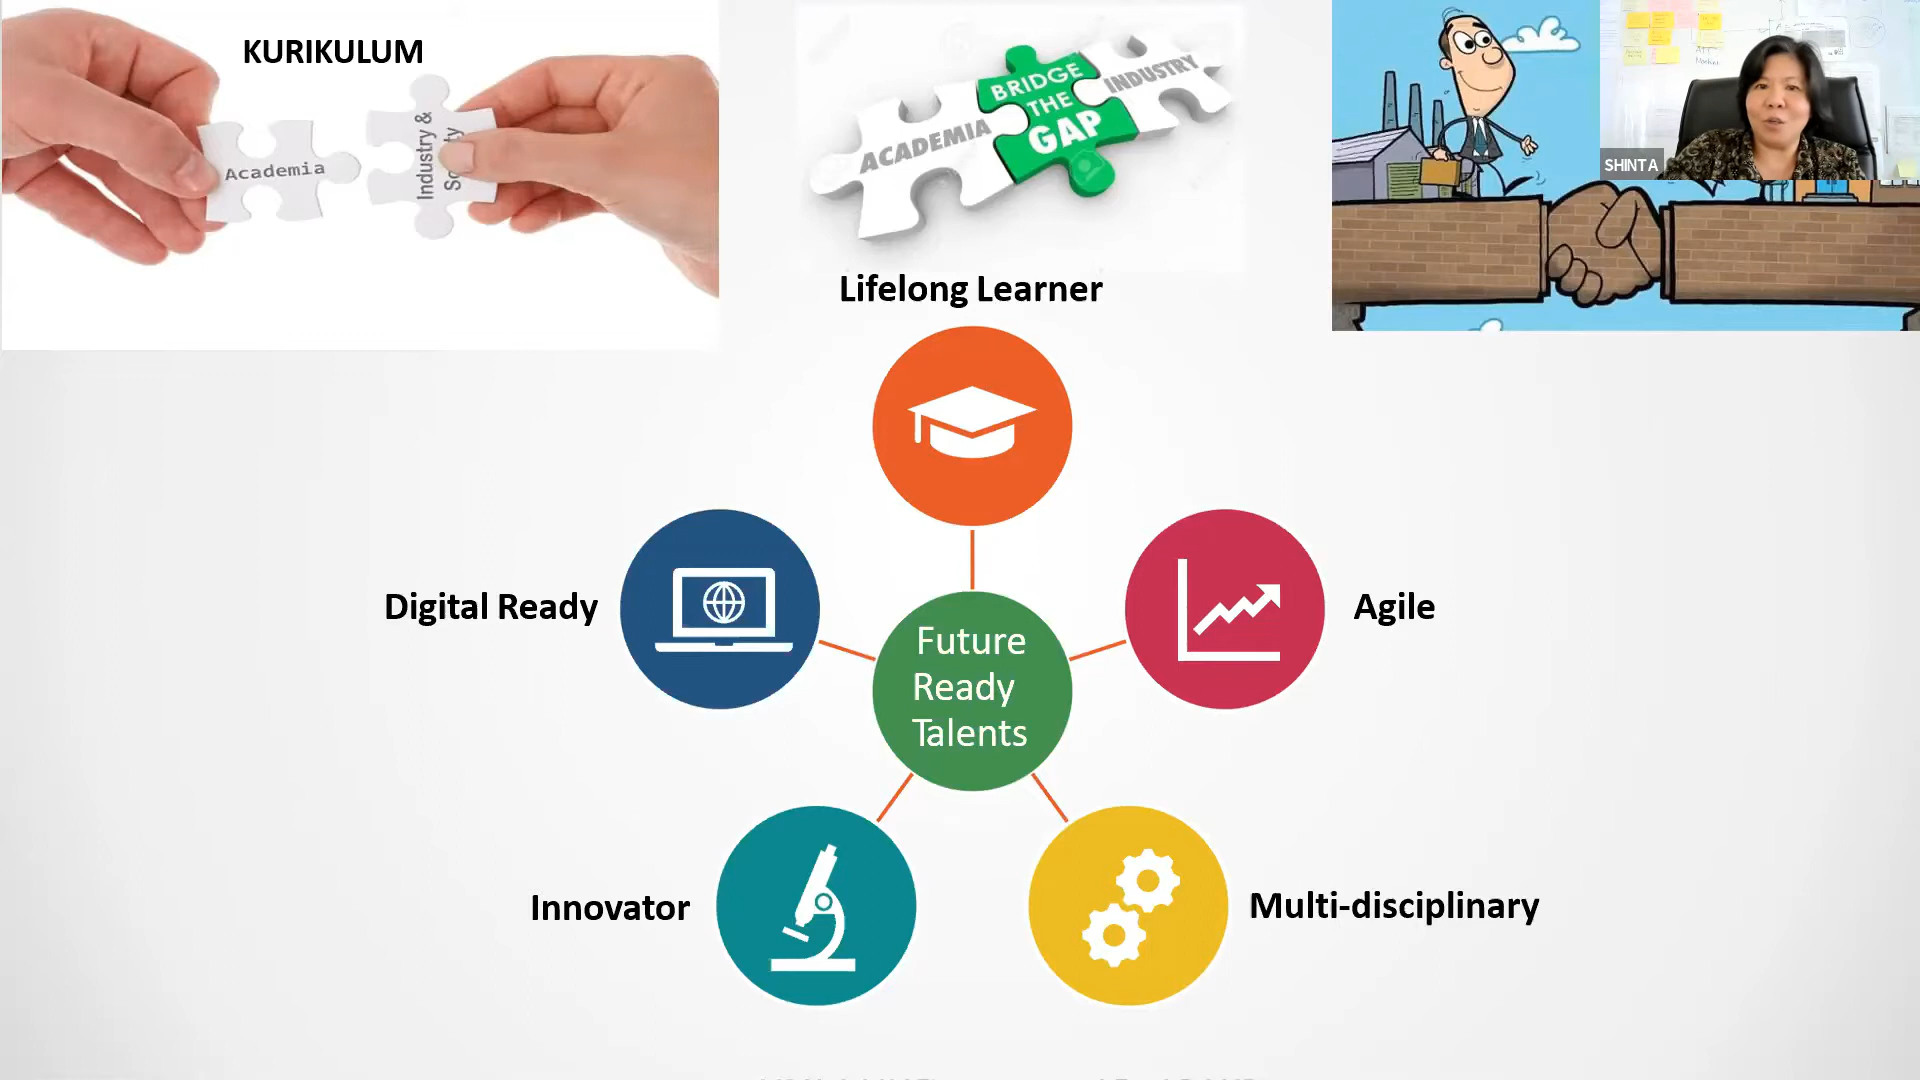 KURIKULUM
Academia
Industry &
ACADEMIA
BRIDGE
THE
GAP
INDUSTRY
SHINTA
Lifelong Learner
Digital Ready
Agile
Future
Ready
Talents
Innovator
Multi-disciplinary